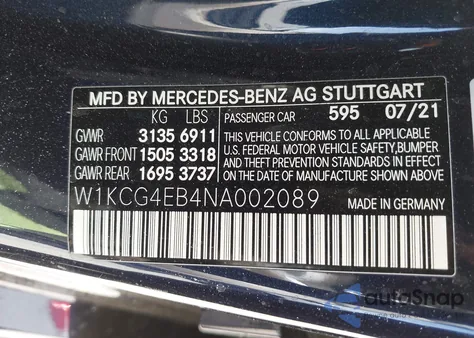 MFD BY MERCEDES-BENZ AG STUTTGART
KG LBS PASSENGER CAR 595 07/21
GVWR 3135 6911
GAWR FRONT 1505 3318
GAWR REAR 1695 3737
THIS VEHICLE CONFORMS TO ALL APPLICABLE
U.S. FEDERAL MOTOR VEHICLE SAFETY,BUMPER
AND THEFT PREVENTION STANDARDS IN EFFECT ON THE
DATE OF MANUFACTURE SHOWN ABOVE.
W1KCG4EB4NA002089
MADE IN GERMANY
autoSnap